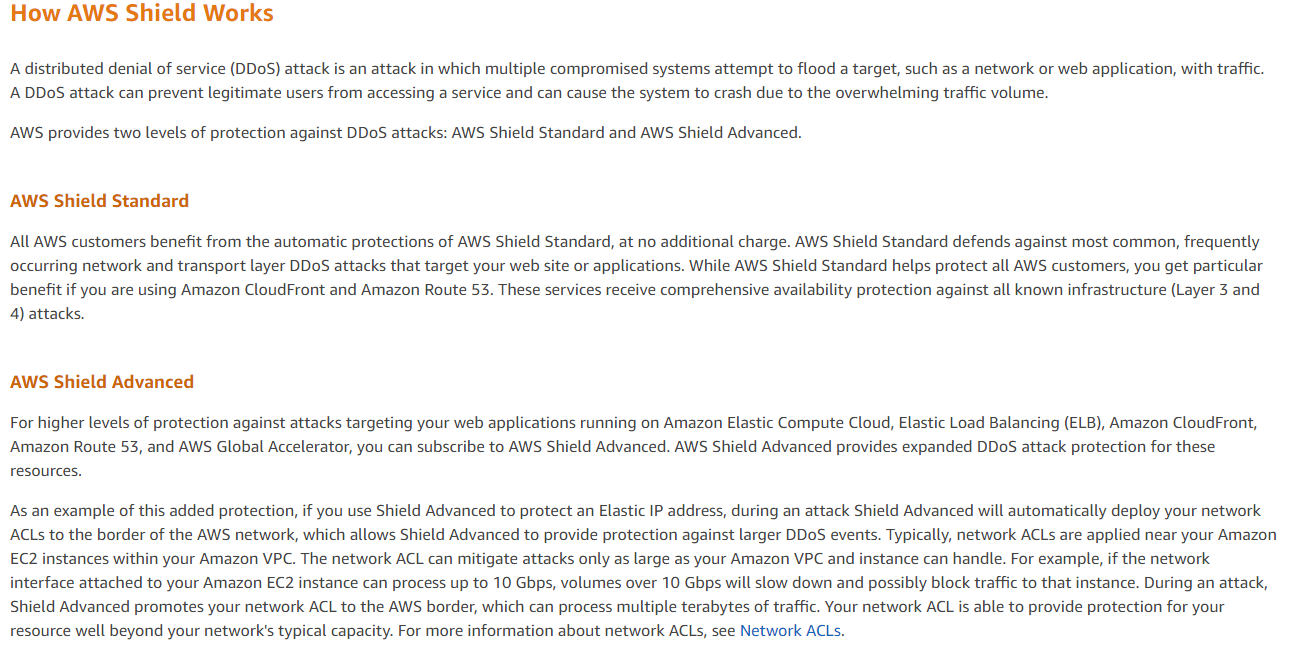 How AWS Shield Works
A distributed denial of service (DDoS) attack is an attack in which multiple compromised systems attempt to flood a target, such as a network or web application, with traffic.
A DDoS attack can prevent legitimate users from accessing a service and can cause the system to crash due to the overwhelming traffic volume.
AWS provides two levels of protection against DDoS attacks: AWS Shield Standard and AWS Shield Advanced.
AWS Shield Standard
All AWS customers benefit from the automatic protections of AWS Shield Standard, at no additional charge. AWS Shield Standard defends against most common, frequently
occurring network and transport layer DDoS attacks that target your web site or applications. While AWS Shield Standard helps protect all AWS customers, you get particular
benefit if you are using Amazon CloudFront and Amazon Route 53. These services receive comprehensive availability protection against all known infrastructure (Layer 3 and
4) attacks.
AWS Shield Advanced
For higher levels of protection against attacks targeting your web applications running on Amazon Elastic Compute Cloud, Elastic Load Balancing (ELB), Amazon CloudFront,
Amazon Route 53, and AWS Global Accelerator, you can subscribe to AWS Shield Advanced. AWS Shield Advanced provides expanded DDoS attack protection for these
resources.
As an example of this added protection, if you use Shield Advanced to protect an Elastic IP address, during an attack Shield Advanced will automatically deploy your network
ACLs to the border of the AWS network, which allows Shield Advanced to provide protection against larger DDoS events. Typically, network ACLs are applied near your Amazon
EC2 instances within your Amazon VPC. The network ACL can mitigate attacks only as large as your Amazon VPC and instance can handle. For example, if the network
interface attached to your Amazon EC2 instance can process up to 10 Gbps, volumes over 10 Gbps will slow down and possibly block traffic to that instance. During an attack,
Shield Advanced promotes your network ACL to the AWS border, which can process multiple terabytes of traffic. Your network ACL is able to provide protection for your
resource well beyond your network's typical capacity. For more information about network ACLs, see Network ACLs.